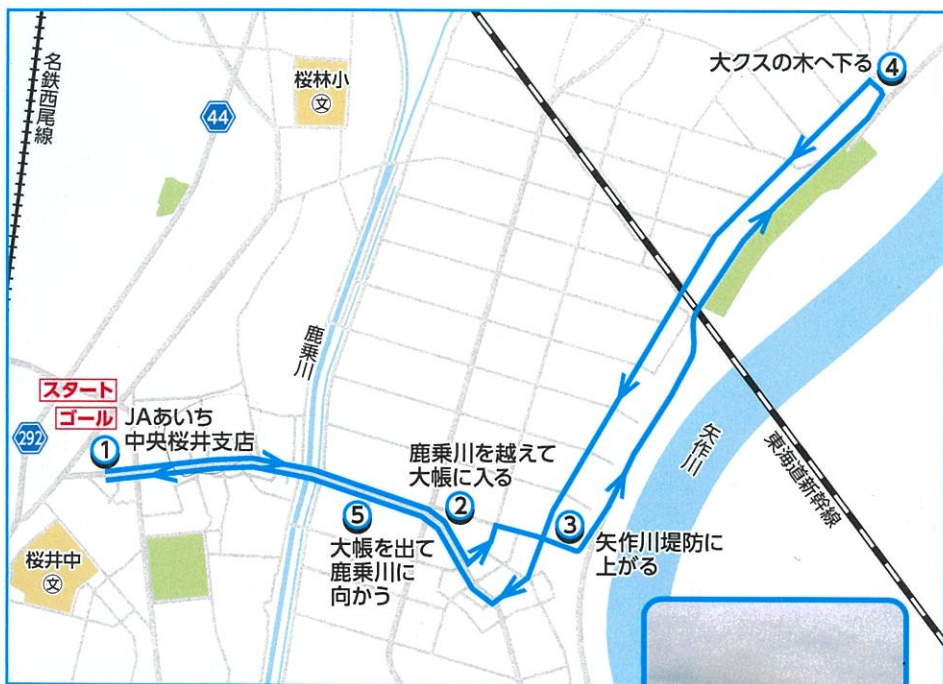 名鉄西尾線
44
桜林小
文
大クスの木へ下る
4
鹿乗川
スタート
ゴール
292
1
JAあいち
中央桜井支店
鹿乗川を越えて
大帳に入る
2
矢作川
東海道新幹線
3
矢作川堤防に
上がる
5
大帳を出て
鹿乗川に
向かう
桜井中
文